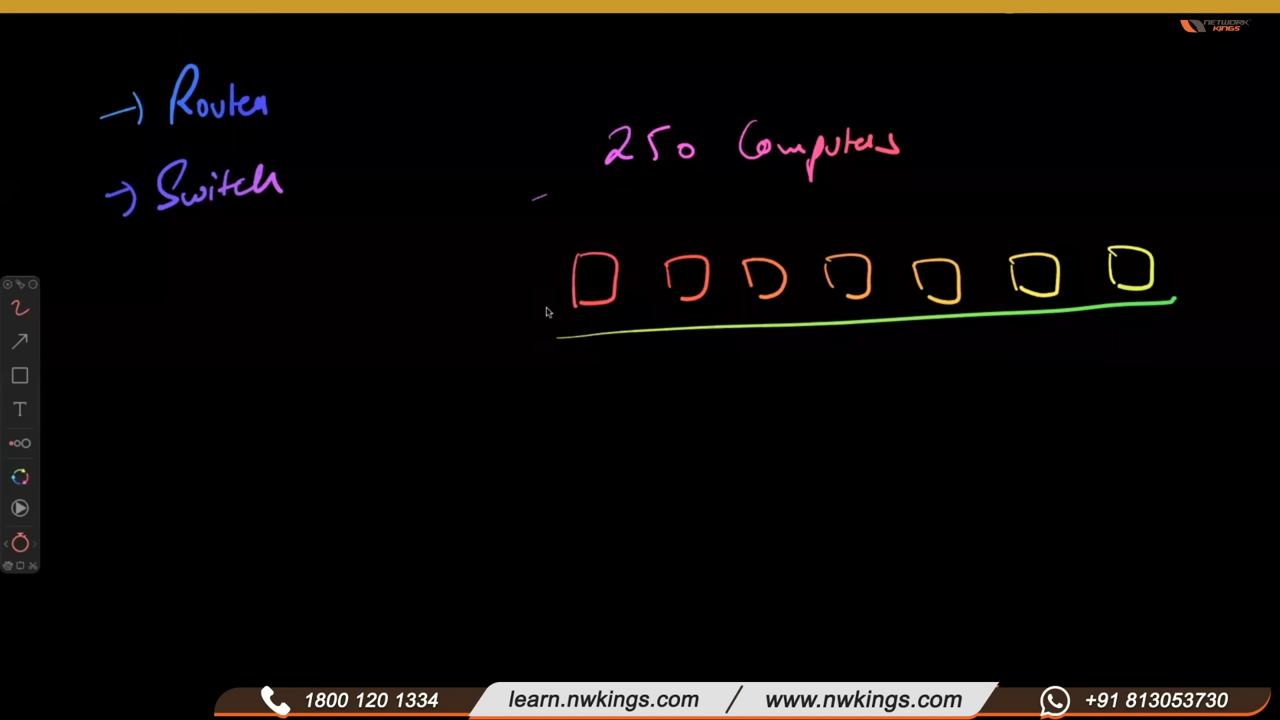 NETWORK
KINGS
→ Router
→ Switch
250 Computers
T
1800 120 1334
learn.nwkings.com / www.nwkings.com
+91 813053730